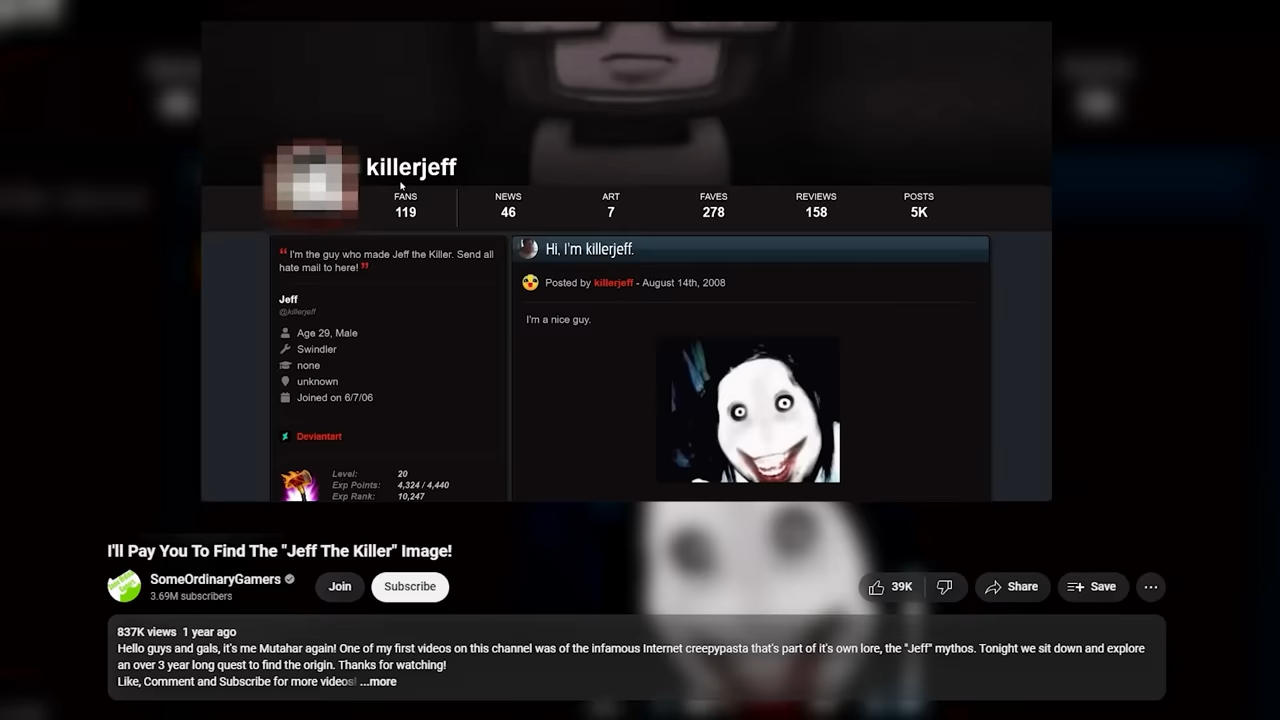 killerjeff
FANS NEWS ART FAVES REVIEWS POSTS
119 46 7 278 158 5K
“ I'm the guy who made Jeff the Killer. Send all
hate mail to here! ”
Jeff
@killerjeff
Age 29, Male
Swindler
none
unknown
Joined on 6/7/06
Deviantart
Level: 20
Exp Points: 4,324 / 4,440
Exp Rank: 10,247
Hi, I'm killerjeff.
Posted by killerjeff - August 14th, 2008
I'm a nice guy.
I'll Pay You To Find The "Jeff The Killer" Image!
SomeOrdinaryGamers
3.69M subscribers
Join
Subscribe
39K
Share
Save
837K views 1 year ago
Hello guys and gals, it's me Mutahar again! One of my first videos on this channel was of the infamous Internet creepypasta that's part of it's own lore, the "Jeff" mythos. Tonight we sit down and explore
an over 3 year long quest to find the origin. Thanks for watching!
Like, Comment and Subscribe for more videos! ...more